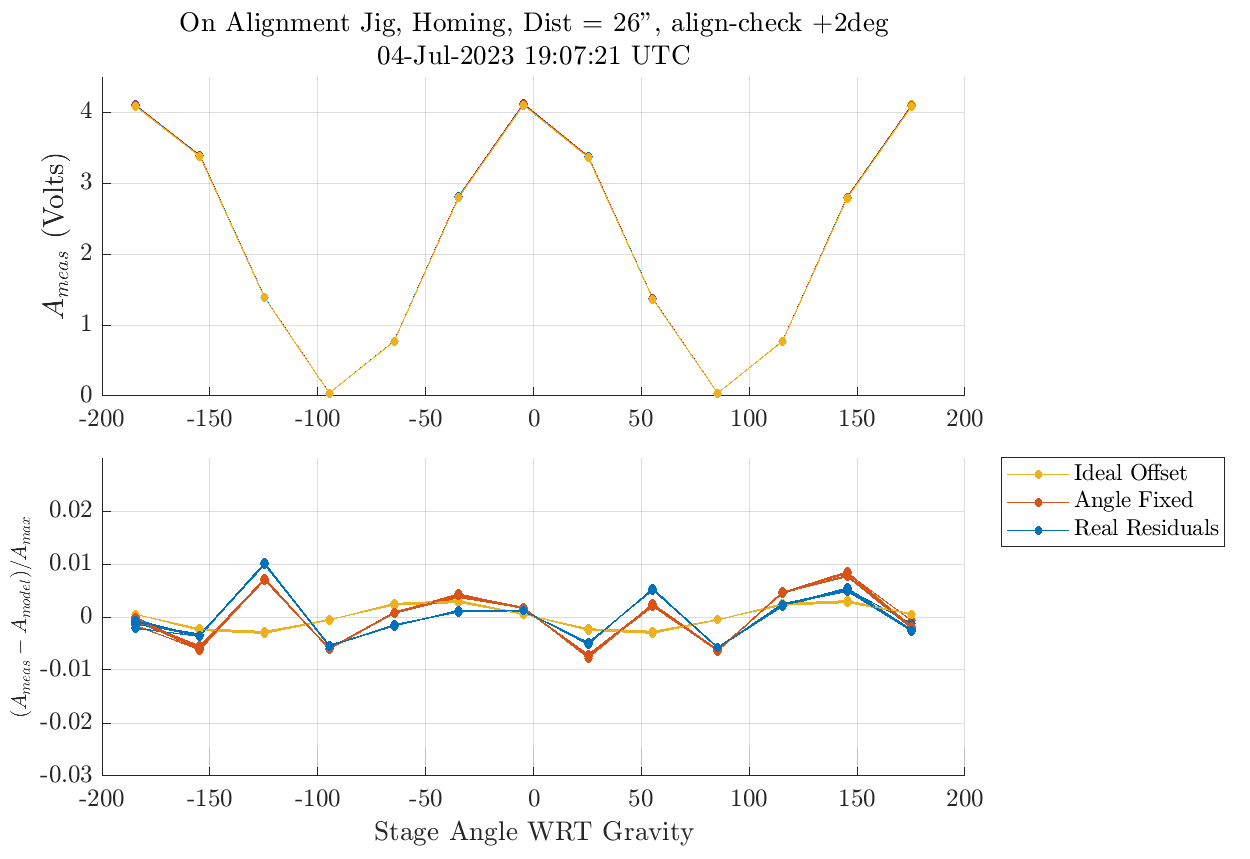 On Alignment Jig, Homing, Dist = 26”, align-check +2deg
04-Jul-2023 19:07:21 UTC
A_meas (Volts)
4
3
2
1
0
-200 -150 -100 -50 0 50 100 150 200
(A_meas − A_model)/A_max
0.02
0.01
0
-0.01
-0.02
-0.03
-200 -150 -100 -50 0 50 100 150 200
Stage Angle WRT Gravity
Ideal Offset
Angle Fixed
Real Residuals